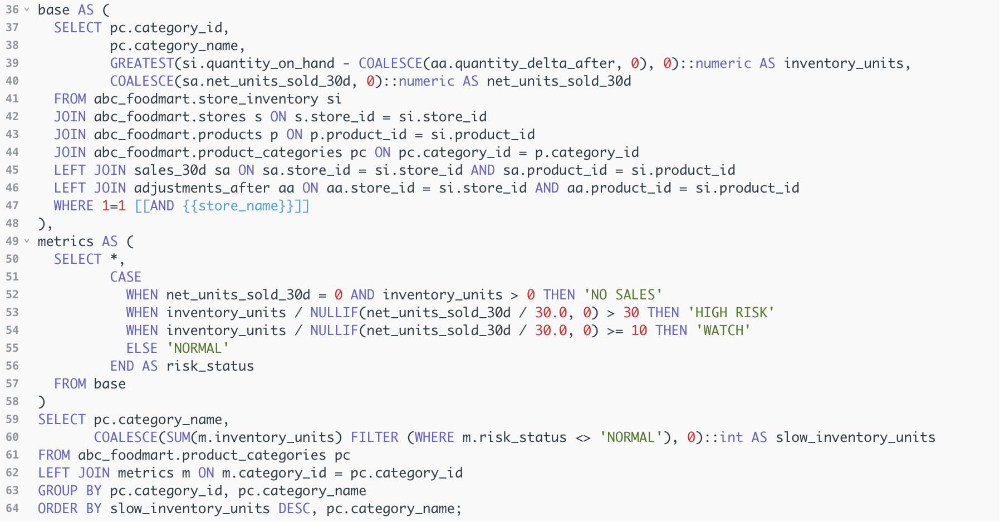 36 base AS (
37   SELECT pc.category_id,
38          pc.category_name,
39          GREATEST(si.quantity_on_hand - COALESCE(aa.quantity_delta_after, 0), 0)::numeric AS inventory_units,
40          COALESCE(sa.net_units_sold_30d, 0)::numeric AS net_units_sold_30d
41   FROM abc_foodmart.store_inventory si
42   JOIN abc_foodmart.stores s ON s.store_id = si.store_id
43   JOIN abc_foodmart.products p ON p.product_id = si.product_id
44   JOIN abc_foodmart.product_categories pc ON pc.category_id = p.category_id
45   LEFT JOIN sales_30d sa ON sa.store_id = si.store_id AND sa.product_id = si.product_id
46   LEFT JOIN adjustments_after aa ON aa.store_id = si.store_id AND aa.product_id = si.product_id
47   WHERE 1=1 [[AND {{store_name}}]]
48 ),
49 metrics AS (
50   SELECT *,
51          CASE
52            WHEN net_units_sold_30d = 0 AND inventory_units > 0 THEN 'NO SALES'
53            WHEN inventory_units / NULLIF(net_units_sold_30d / 30.0, 0) > 30 THEN 'HIGH RISK'
54            WHEN inventory_units / NULLIF(net_units_sold_30d / 30.0, 0) >= 10 THEN 'WATCH'
55            ELSE 'NORMAL'
56          END AS risk_status
57   FROM base
58 )
59 SELECT pc.category_name,
60        COALESCE(SUM(m.inventory_units) FILTER (WHERE m.risk_status <> 'NORMAL'), 0)::int AS slow_inventory_units
61 FROM abc_foodmart.product_categories pc
62 LEFT JOIN metrics m ON m.category_id = pc.category_id
63 GROUP BY pc.category_id, pc.category_name
64 ORDER BY slow_inventory_units DESC, pc.category_name;